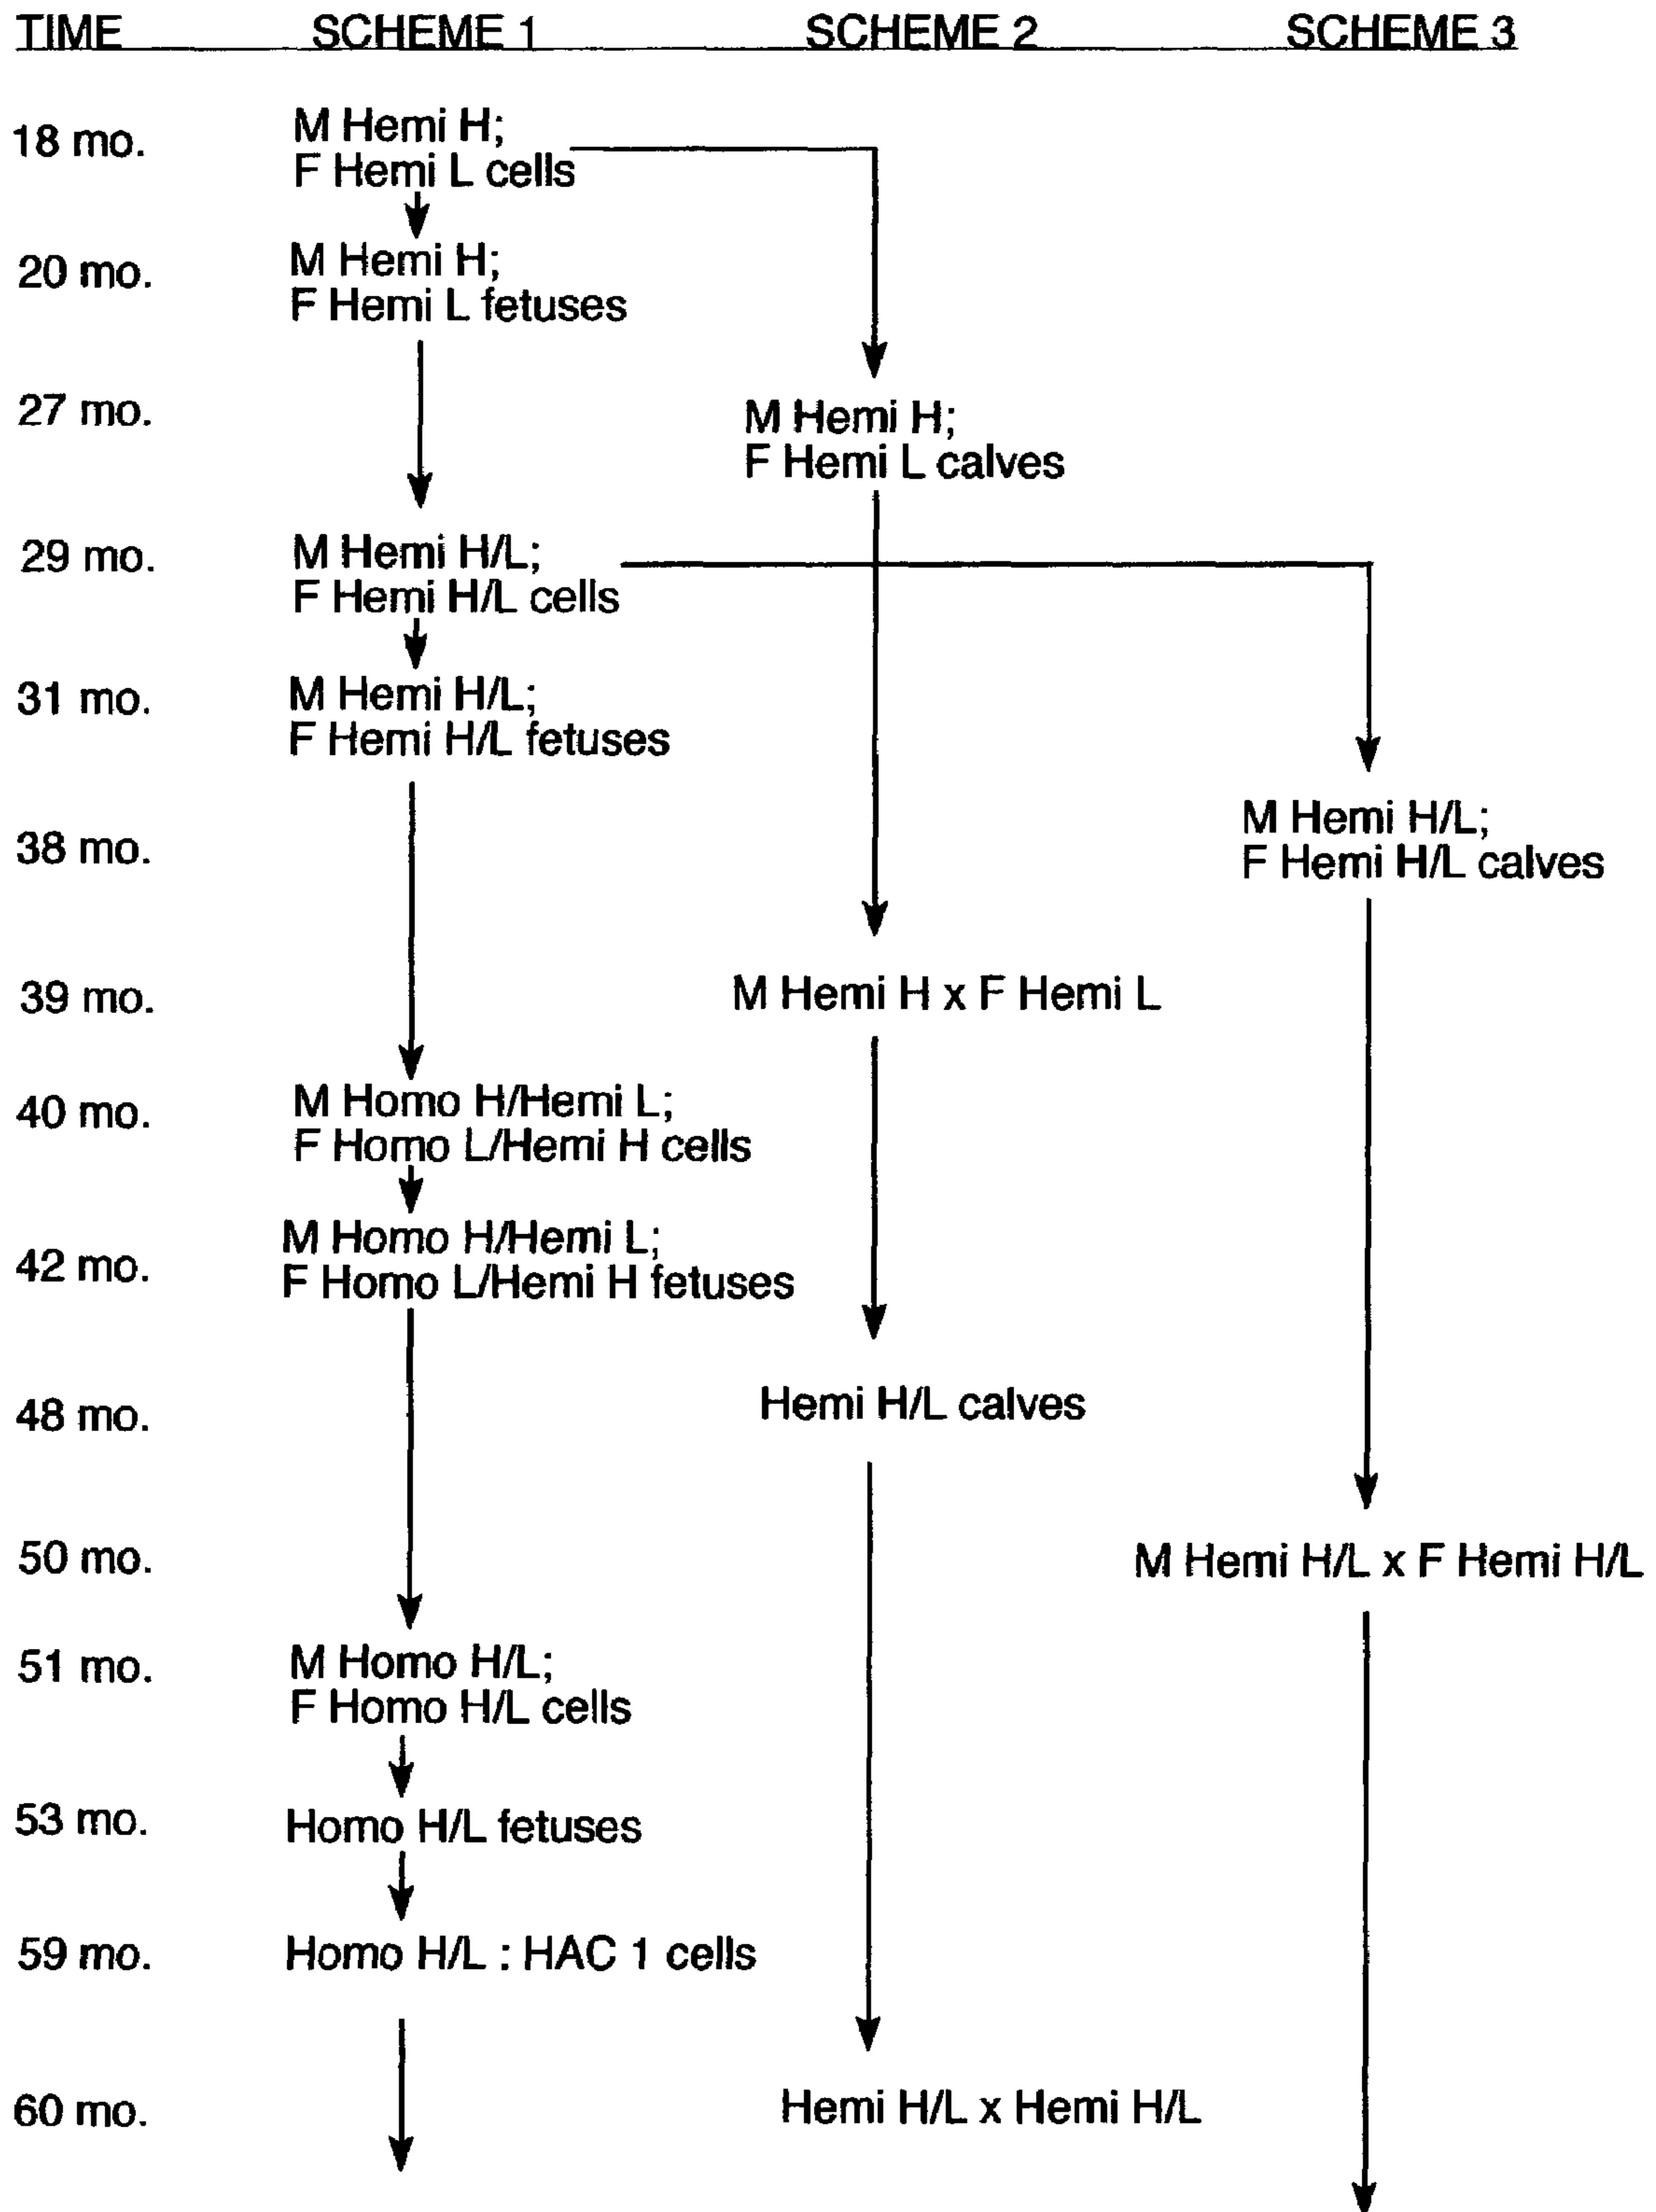 TIME SCHEME 1 SCHEME 2 SCHEME 3
18 mo.
M Hemi H;
F Hemi L cells
20 mo.
M Hemi H;
F Hemi L fetuses
27 mo.
M Hemi H;
F Hemi L calves
29 mo.
M Hemi H/L;
F Hemi H/L cells
31 mo.
M Hemi H/L;
F Hemi H/L fetuses
38 mo.
M Hemi H/L;
F Hemi H/L calves
39 mo.
M Hemi H x F Hemi L
40 mo.
M Homo H/Hemi L;
F Homo L/Hemi H cells
42 mo.
M Homo H/Hemi L;
F Homo L/Hemi H fetuses
48 mo.
Hemi H/L calves
50 mo.
M Hemi H/L x F Hemi H/L
51 mo.
M Homo H/L;
F Homo H/L cells
53 mo.
Homo H/L fetuses
59 mo.
Homo H/L : HAC 1 cells
60 mo.
Hemi H/L x Hemi H/L